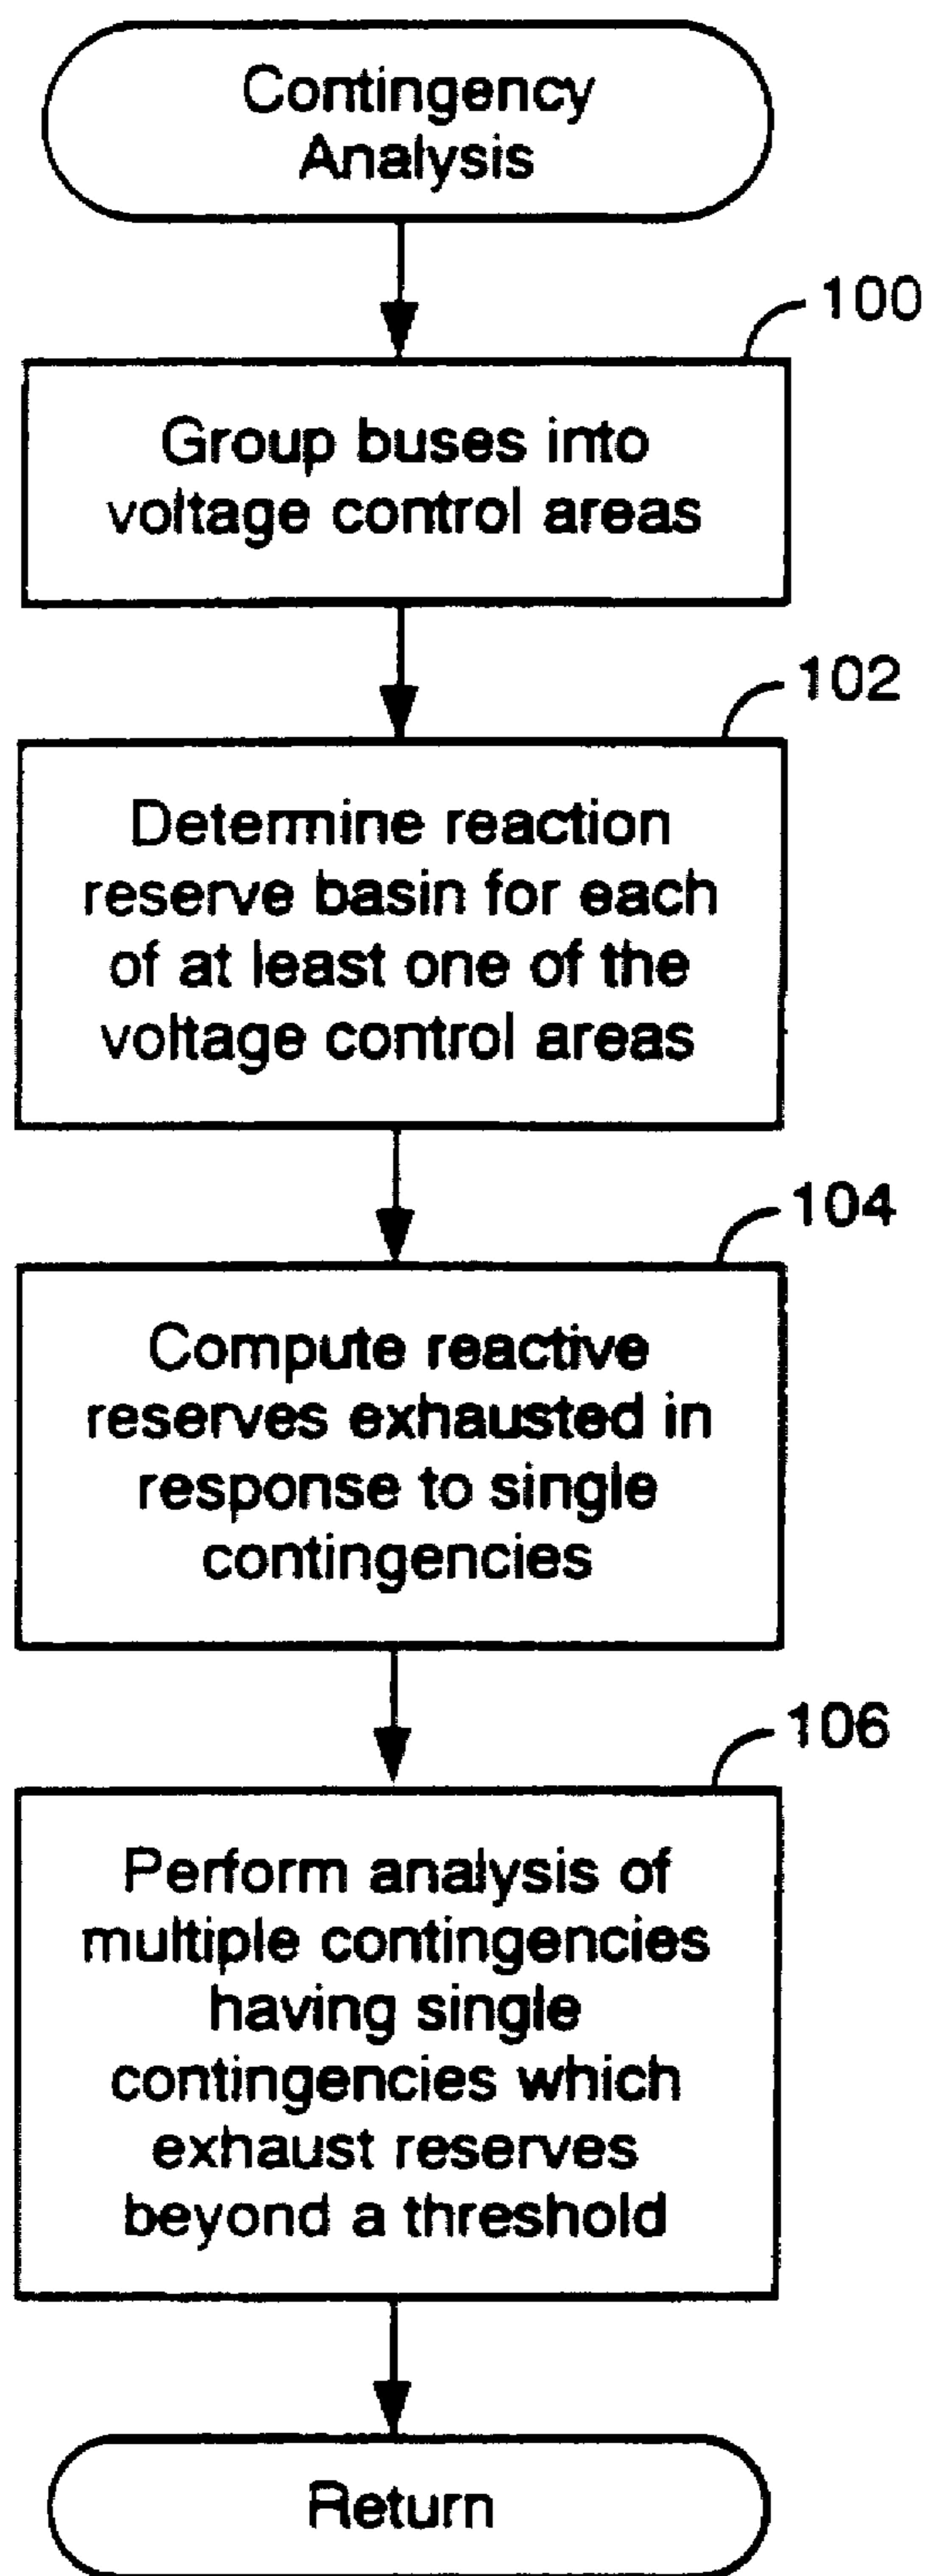 Contingency
Analysis
100
Group buses into
voltage control areas
102
Determine reaction
reserve basin for each
of at least one of the
voltage control areas
104
Compute reactive
reserves exhausted in
response to single
contingencies
106
Perform analysis of
multiple contingencies
having single
contingencies which
exhaust reserves
beyond a threshold
Return